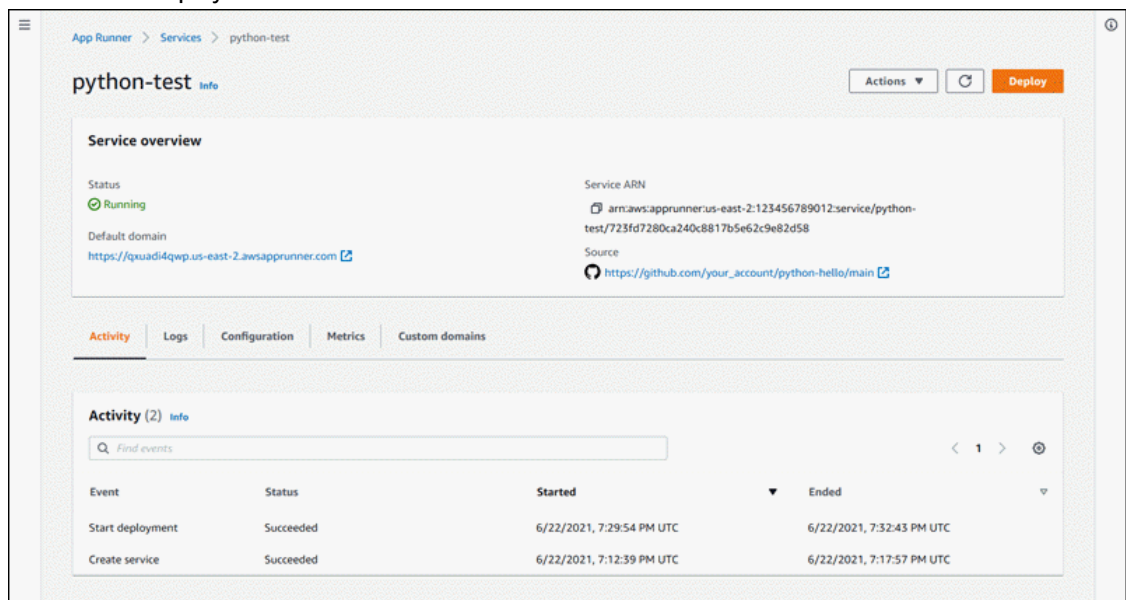 App Runner > Services > python-test
python-test Info
Actions ▼ Deploy
Service overview
Status
Running
Default domain
https://qxuadi4qwp.us-east-2.awsapprunner.com
Service ARN
arn:aws:apprunner:us-east-2:123456789012:service/python-
test/723fd7280ca240c8817b5e62c9e82d58
Source
https://github.com/your_account/python-hello/main
Activity Logs Configuration Metrics Custom domains
Activity (2) Info
Find events
< 1 >
Event Status Started Ended
Start deployment Succeeded 6/22/2021, 7:29:54 PM UTC 6/22/2021, 7:32:43 PM UTC
Create service Succeeded 6/22/2021, 7:12:39 PM UTC 6/22/2021, 7:17:57 PM UTC